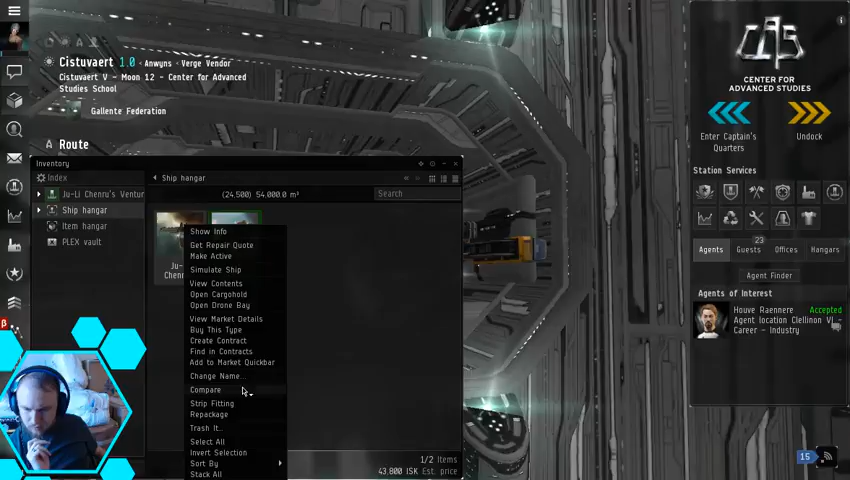 Cistuvaert 1.0 ‹ Anwyns ‹ Verge Vendor
Cistuvaert V - Moon 12 - Center for Advanced
Studies School
Gallente Federation
Route
Inventory
Index
Ju-Li Chenru's Ventur
Ship hangar
Item hangar
PLEX vault
Ship hangar
(24.500) 54.000.0 m³
Search
Ju-
Chen
Show Info
Get Repair Quote
Make Active
Simulate Ship
View Contents
Open Cargohold
Open Drone Bay
View Market Details
Buy This Type
Create Contract
Find in Contracts
Add to Market Quickbar
Change Name...
Compare
Strip Fitting
Repackage
Trash It...
Select All
Invert Selection
Sort By
Stack All
1/2 Items
43.800 ISK Est. price
CAS
CENTER FOR
ADVANCED STUDIES
Enter Captain's
Quarters
Undock
Station Services
23
Agents
Guests
Offices
Hangars
Agent Finder
Agents of Interest
Houve Raennere Accepted
Agent location Clellinon VI -
Career - Industry
15
β